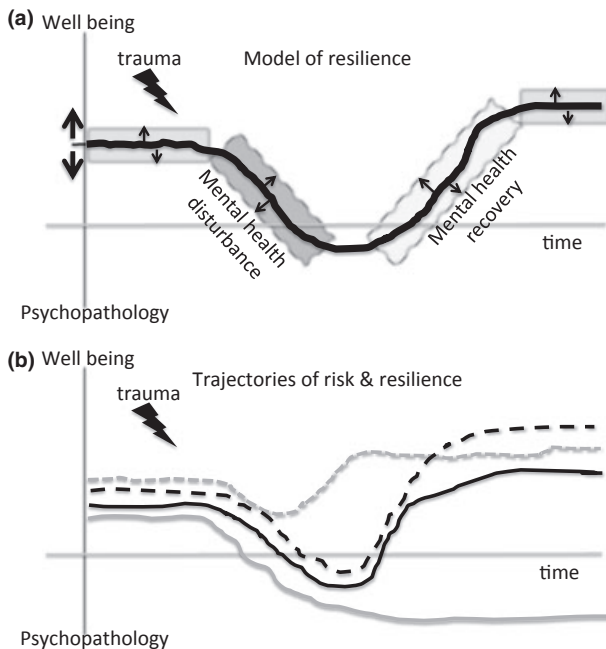 (a) Well being
trauma
Model of resilience
Mental health
disturbance
Mental health
recovery
time
Psychopathology
(b) Well being
Trajectories of risk & resilience
trauma
time
Psychopathology